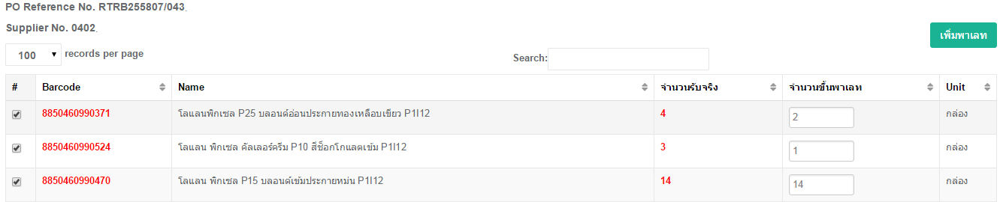 PO Reference No. RTRB255807/043.
Supplier No. 0402.
เพิ่มพาเลท
100 records per page
Search:
# Barcode Name จำนวนรับจริง จำนวนขึ้นพาเลท Unit
8850460990371 โลแลนพิกเซล P25 บลอนด์อ่อนประกายทองเหลือบเขียว P1I12 4 2 กล่อง
8850460990524 โลแลน พิกเซล คัลเลอร์ครีม P10 สีช็อกโกแลตเข้ม P1I12 3 1 กล่อง
8850460990470 โลแลน พิกเซล P15 บลอนด์เข้มประกายหม่น P1I12 14 14 กล่อง